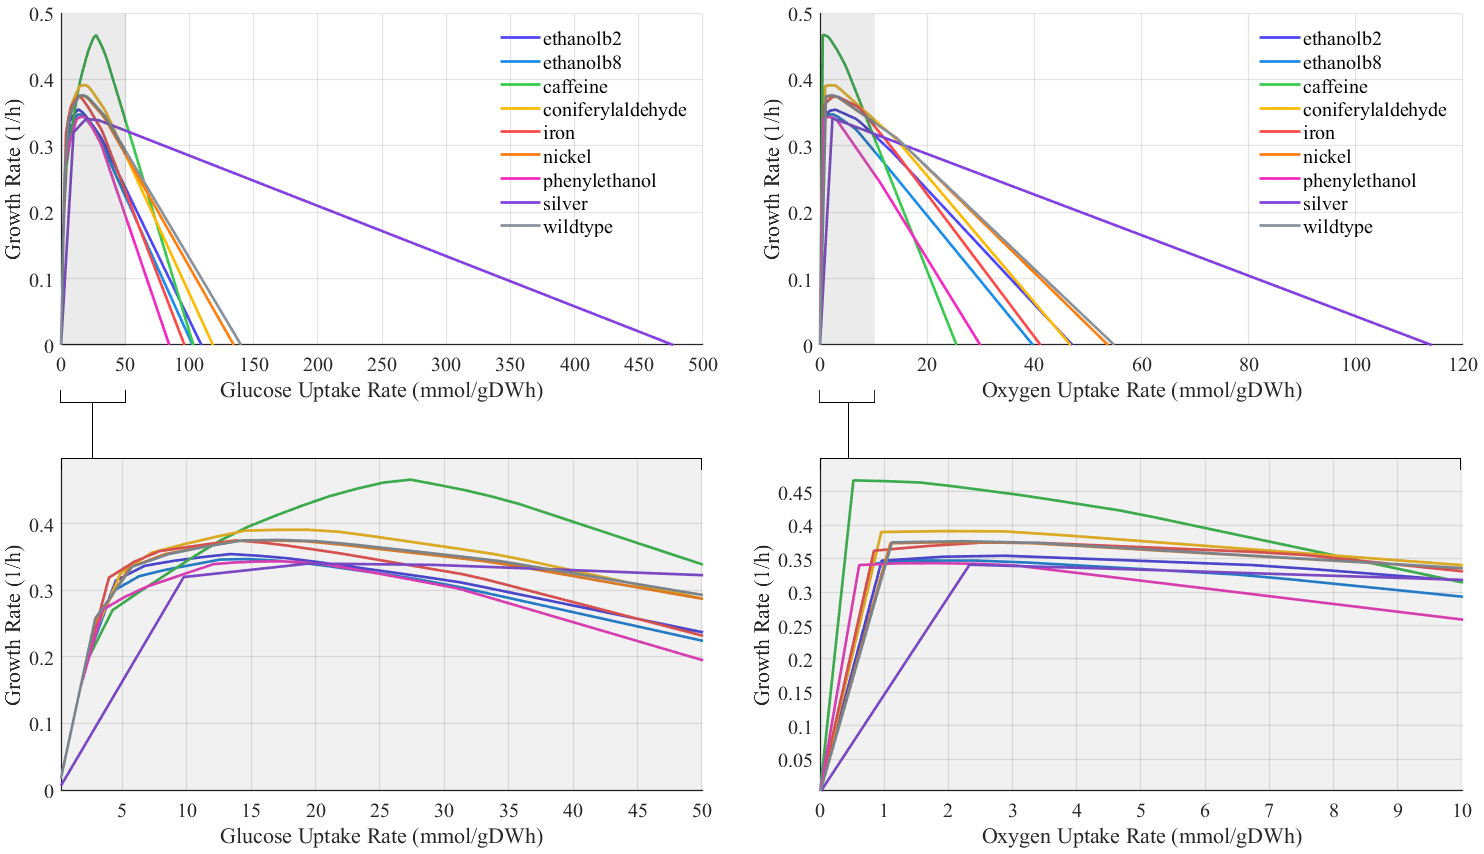 0.5
0.4
0.3
0.2
0.1
0
Growth Rate (1/h)
0 50 100 150 200 250 300 350 400 450 500
Glucose Uptake Rate (mmol/gDWh)
ethanolb2
ethanolb8
caffeine
coniferylaldehyde
iron
nickel
phenylethanol
silver
wildtype
0.5
0.4
0.3
0.2
0.1
0
Growth Rate (1/h)
0 20 40 60 80 100 120
Oxygen Uptake Rate (mmol/gDWh)
ethanolb2
ethanolb8
caffeine
coniferylaldehyde
iron
nickel
phenylethanol
silver
wildtype
0.4
0.3
0.2
0.1
0
Growth Rate (1/h)
5 10 15 20 25 30 35 40 45 50
Glucose Uptake Rate (mmol/gDWh)
0.45
0.4
0.35
0.3
0.25
0.2
0.15
0.1
0.05
Growth Rate (1/h)
0 1 2 3 4 5 6 7 8 9 10
Oxygen Uptake Rate (mmol/gDWh)